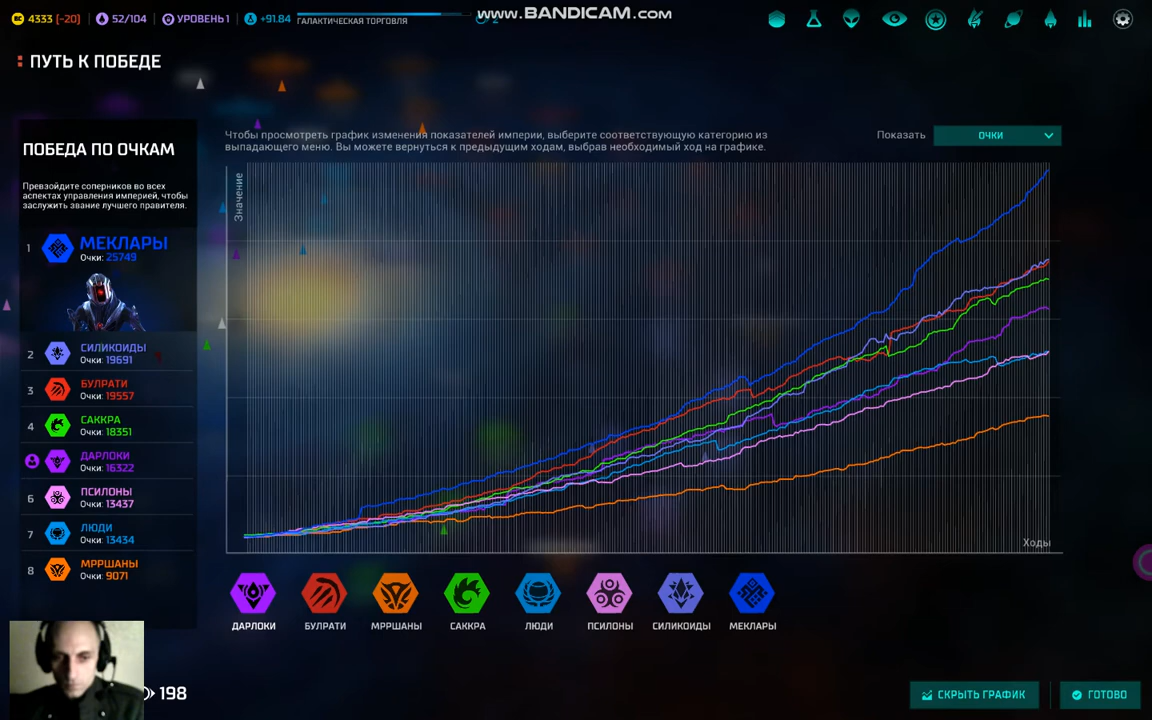 4333 (-20)
52/104
УРОВЕНЬ 1
+91.84
ГАЛАКТИЧЕСКАЯ ТОРГОВЛЯ
2
www.BANDICAM.com
ПУТЬ К ПОБЕДЕ
ПОБЕДА ПО ОЧКАМ
Превзойдите соперников во всех
аспектах управления империей, чтобы
заслужить звание лучшего правителя.
1
МЕКЛАРЫ
Очки: 25749
2
СИЛИКОИДЫ
Очки: 19691
3
БУЛРАТИ
Очки: 19557
4
САККРА
Очки: 18351
ДАРЛОКИ
Очки: 16322
6
ПСИЛОНЫ
Очки: 13437
7
ЛЮДИ
Очки: 13434
8
МРРШАНЫ
Очки: 9071
Чтобы просмотреть график изменения показателей империи, выберите соответствующую категорию из
выпадающего меню. Вы можете вернуться к предыдущим ходам, выбрав необходимый ход на графике.
Показать
ОЧКИ
Значение
Ходы
ДАРЛОКИ
БУЛРАТИ
МРРШАНЫ
САККРА
ЛЮДИ
ПСИЛОНЫ
СИЛИКОИДЫ
МЕКЛАРЫ
198
СКРЫТЬ ГРАФИК
ГОТОВО